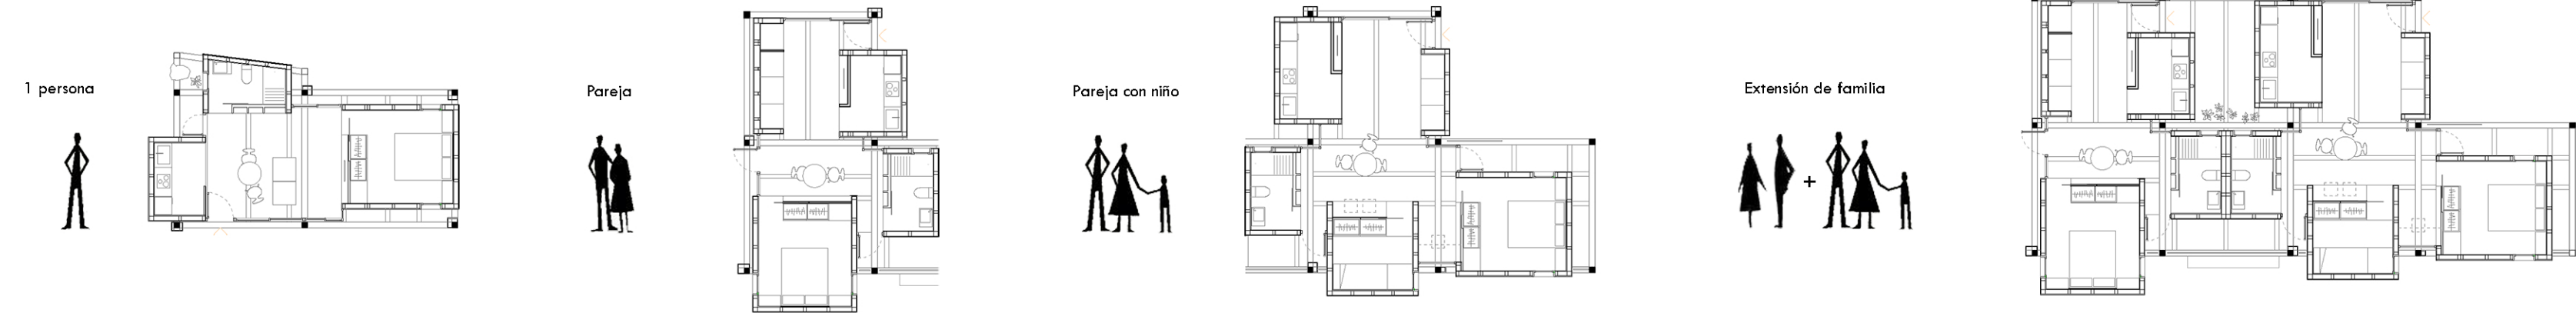 1 persona
Pareja
Pareja con niño
Extensión de familia
+